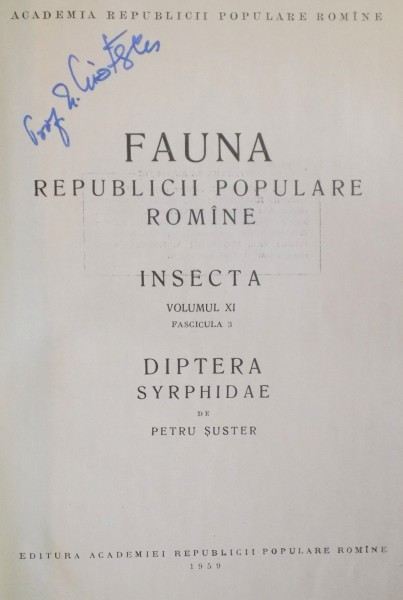 ACADEMIA REPUBLICII POPULARE ROMÎNE
Prof.
FAUNA
REPUBLICII POPULARE
ROMÎNE
INSECTA
VOLUMUL XI
FASCICULA 3
DIPTERA
SYRPHIDAE
DE
PETRU ŞUSTER
EDITURA ACADEMIEI REPUBLICII POPULARE ROMÎNE
1959